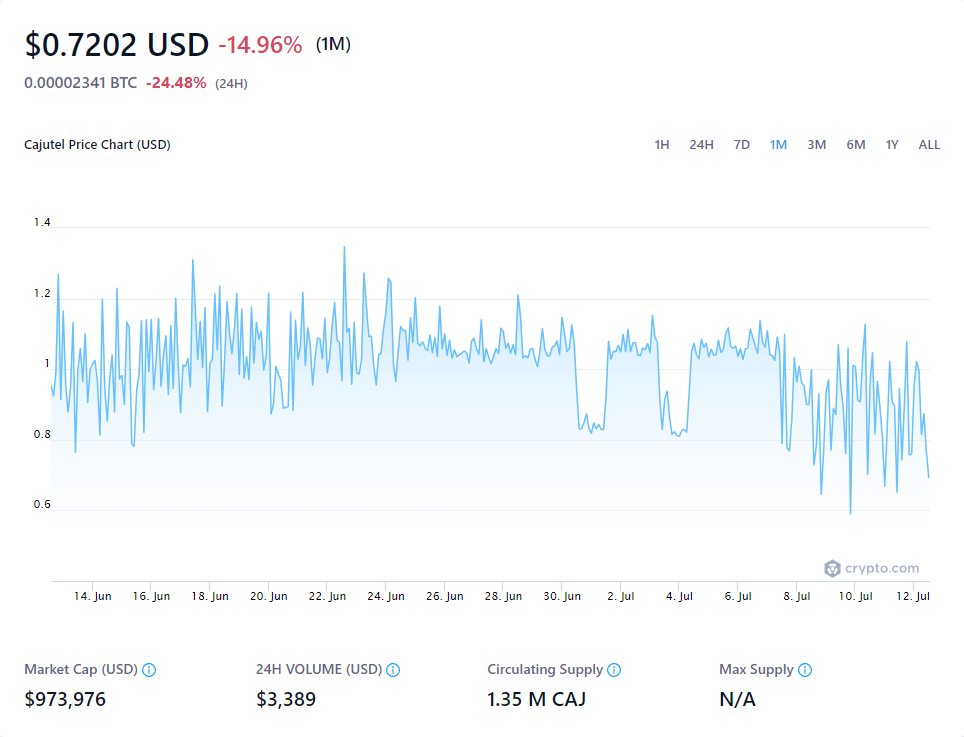 $0.7202 USD -14.96% (1M)
0.00002341 BTC -24.48% (24H)
Cajutel Price Chart (USD) 1H 24H 7D 1M 3M 6M 1Y ALL
1.4
1.2
1
0.8
0.6
crypto.com
14. Jun 16. Jun 18. Jun 20. Jun 22. Jun 24. Jun 26. Jun 28. Jun 30. Jun 2. Jul 4. Jul 6. Jul 8. Jul 10. Jul 12. Jul
Market Cap (USD) 24H VOLUME (USD) Circulating Supply Max Supply
$973,976 $3,389 1.35 M CAJ N/A